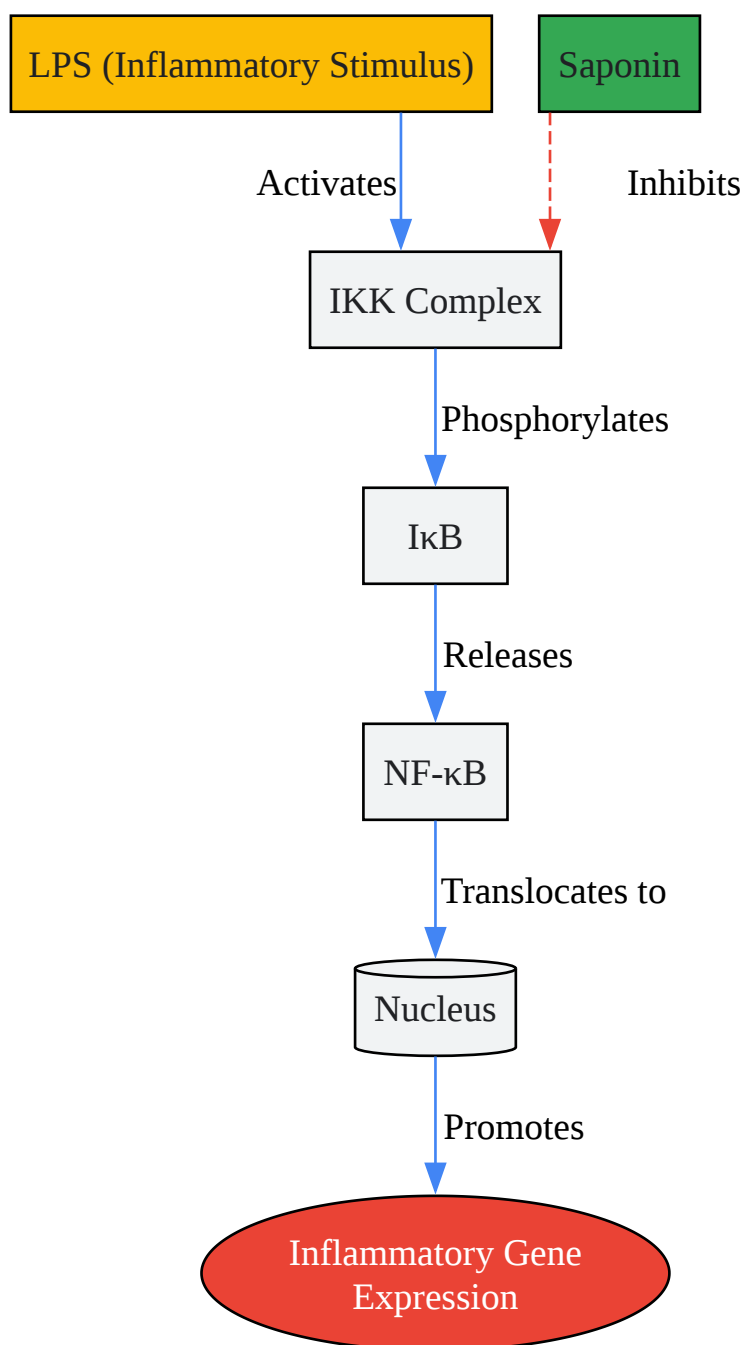 LPS (Inflammatory Stimulus)
Saponin
Activates
Inhibits
IKK Complex
Phosphorylates
IκB
Releases
NF-κB
Translocates to
Nucleus
Promotes
Inflammatory Gene
Expression